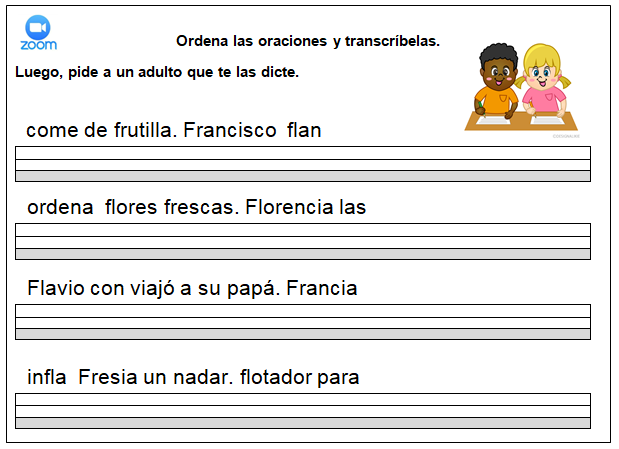 zoom
Ordena las oraciones y transcríbelas.
Luego, pide a un adulto que te las dicte.
come de frutilla. Francisco flan
ordena flores frescas. Florencia las
Flavio con viajó a su papá. Francia
infla Fresia un nadar. flotador para